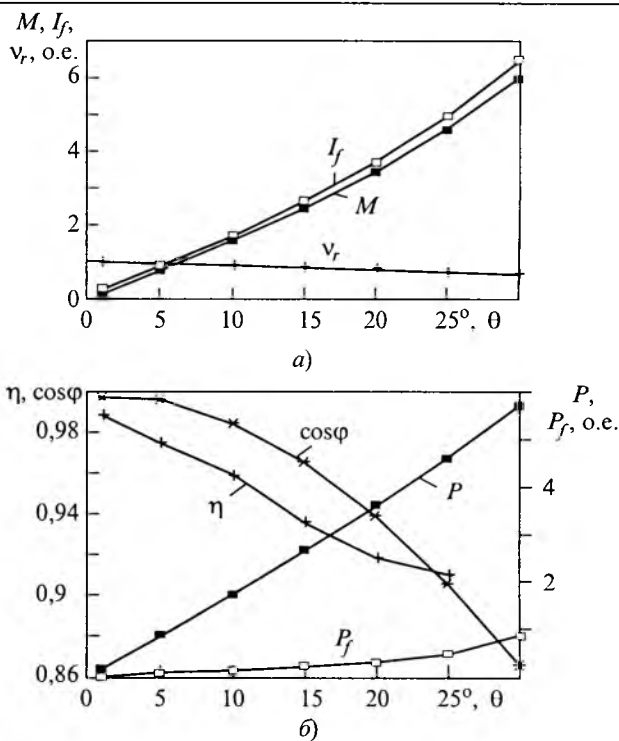 M, I_f,
ν_r, о.е.
6
4
2
0
I_f
M
ν_r
0 5 10 15 20 25°, θ
а)
η, cosφ
P,
P_f, о.е.
0,98
0,94
0,9
0,86
4
2
cosφ
η
P
P_f
0 5 10 15 20 25°, θ
б)